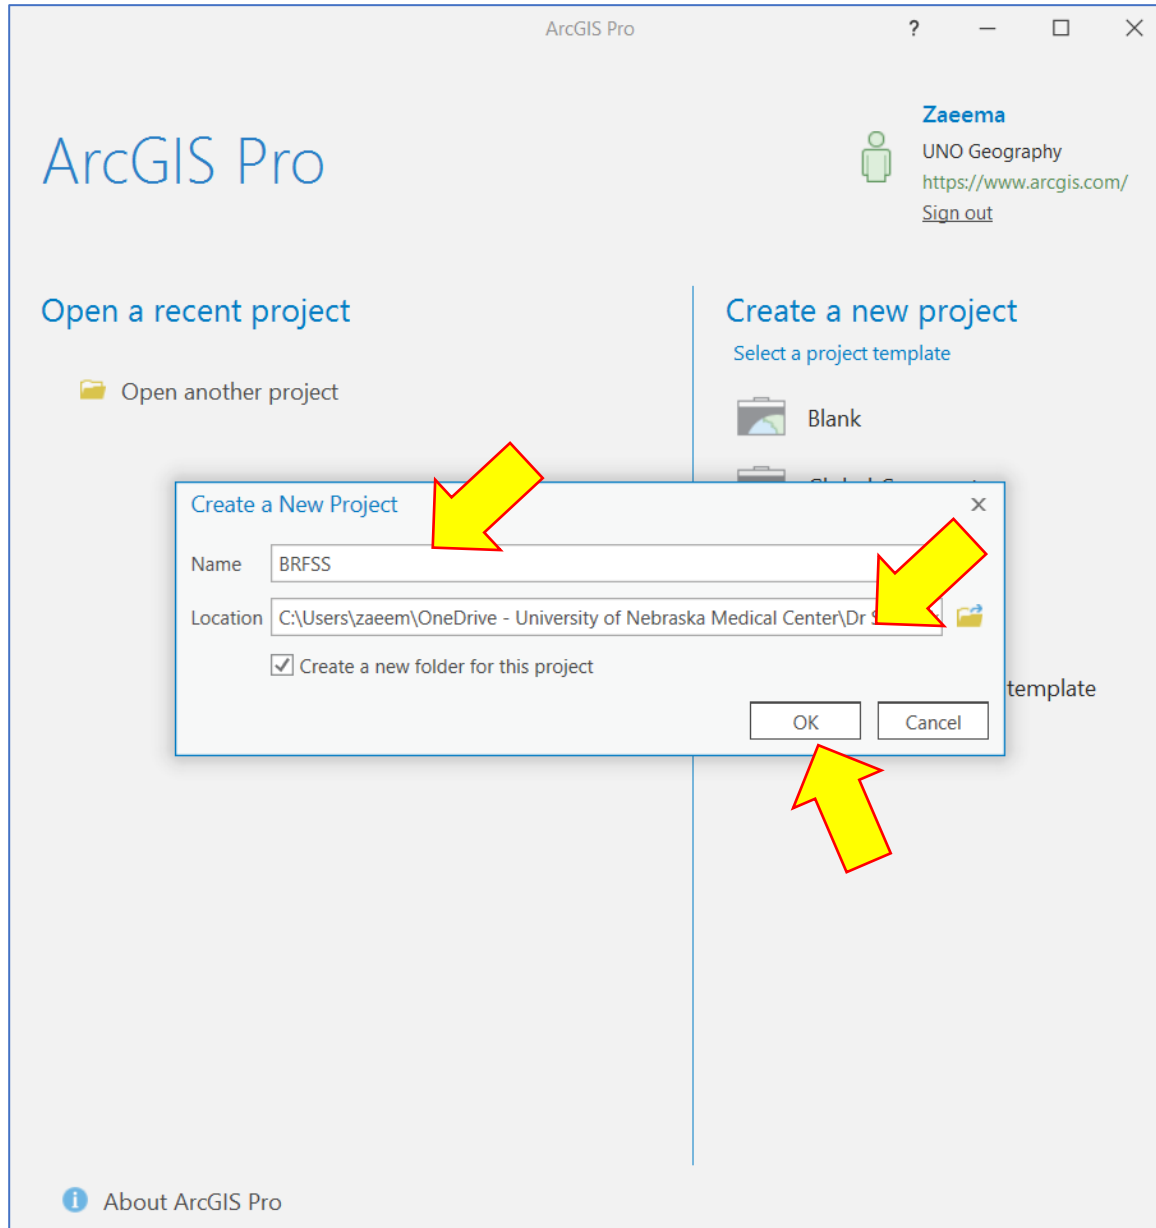 ArcGIS Pro
?
ArcGIS Pro
Zaeema
UNO Geography
https://www.arcgis.com/
Sign out
Open a recent project
Open another project
Create a new project
Select a project template
Blank
Create a New Project
Name
BRFSS
Location
C:\Users\zaeem\OneDrive - University of Nebraska Medical Center\Dr
Create a new folder for this project
OK
Cancel
template
About ArcGIS Pro